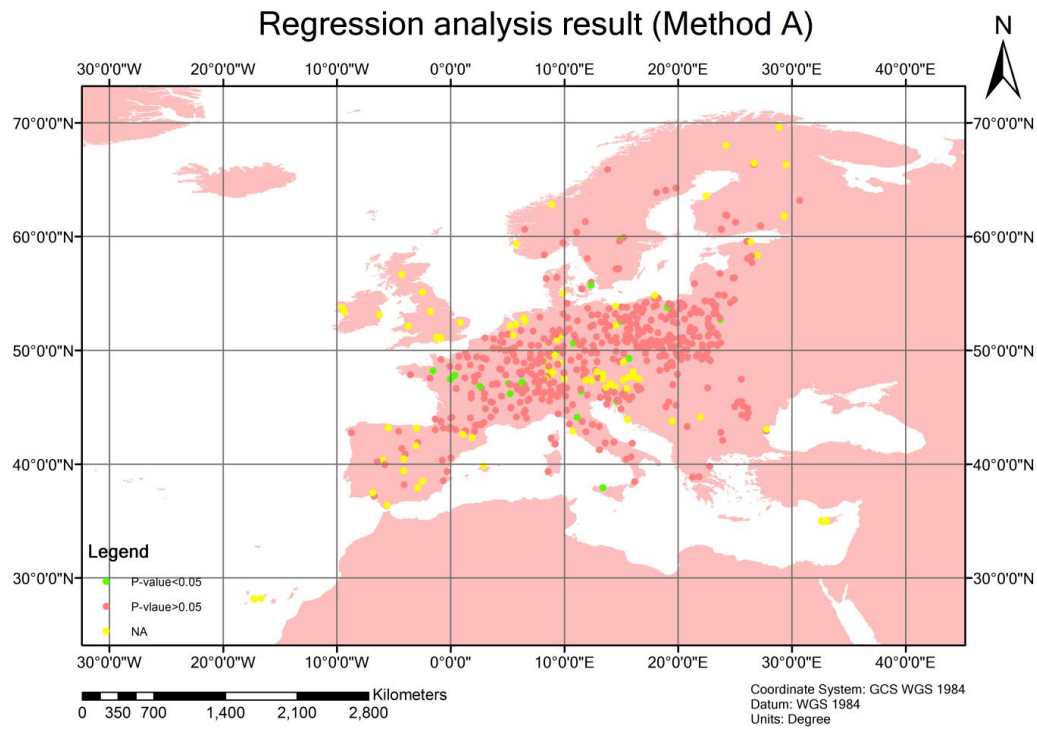 Regression analysis result (Method A)
N
30°0'0"W 20°0'0"W 10°0'0"W 0°0'0"E 10°0'0"E 20°0'0"E 30°0'0"E 40°0'0"E
70°0'0"N 70°0'0"N
60°0'0"N 60°0'0"N
50°0'0"N 50°0'0"N
40°0'0"N 40°0'0"N
30°0'0"N 30°0'0"N
Legend
P-value<0.05
P-vlaue>0.05
NA
30°0'0"W 20°0'0"W 10°0'0"W 0°0'0"E 10°0'0"E 20°0'0"E 30°0'0"E 40°0'0"E
Kilometers
0 350 700 1,400 2,100 2,800
Coordinate System: GCS WGS 1984
Datum: WGS 1984
Units: Degree